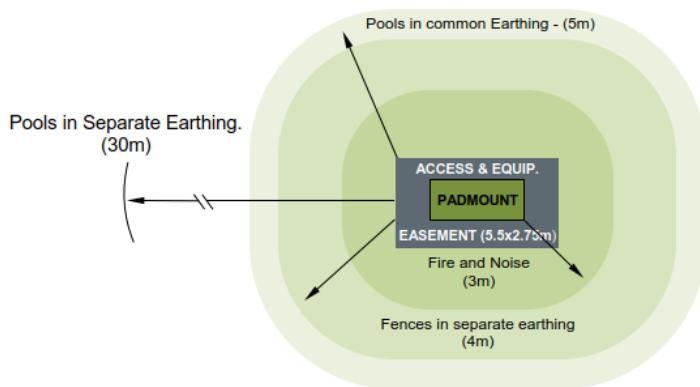 Pools in common Earthing - (5m)
Pools in Separate Earthing.
(30m)
ACCESS & EQUIP.
PADMOUNT
EASEMENT (5.5x2.75m)
Fire and Noise
(3m)
Fences in separate earthing
(4m)